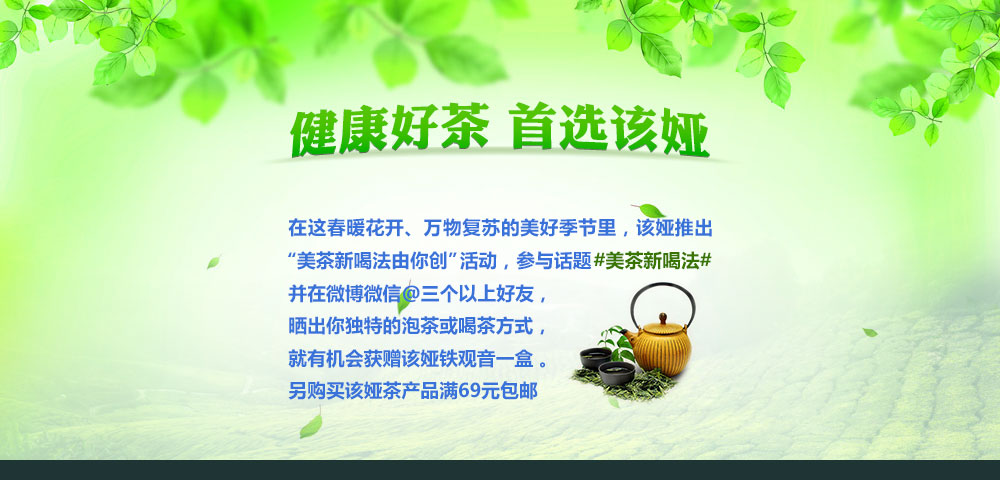 健康好茶 首选该娅
在这春暖花开、万物复苏的美好季节里，该娅推出
“美茶新喝法由你创”活动，参与话题#美茶新喝法#
并在微博微信@三个以上好友，
晒出你独特的泡茶或喝茶方式，
就有机会获赠该娅铁观音一盒 。
另购买该娅茶产品满69元包邮